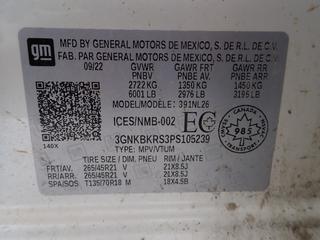 gm
MFD BY GENERAL MOTORS DE MEXICO, S. DE R.L. DE C.V.
FAB. PAR GENERAL MOTORS DE MEXICO, S. DE R.L. DE C.V.
09/22 GVWR GAWR FRT GAWR RR
PNBV PNBE AV. PNBE ARR.
2722 KG 1350 KG 1450 KG
6001 LB 2976 LB 3196 LB
MODEL/MODÈLE: 391NL26
ICES/NMB-002 EC
CANADA
985
3GNKBKRS3PS105239
140X
TYPE: MPV/VTUM
TIRE SIZE / DIM. PNEU RIM / JANTE
FRT/AV. 265/45R21 V 21X8.5J
RR/ARR. 265/45R21 V 21X8.5J
SPA/SOS T135/70R18 M 18X4.5B